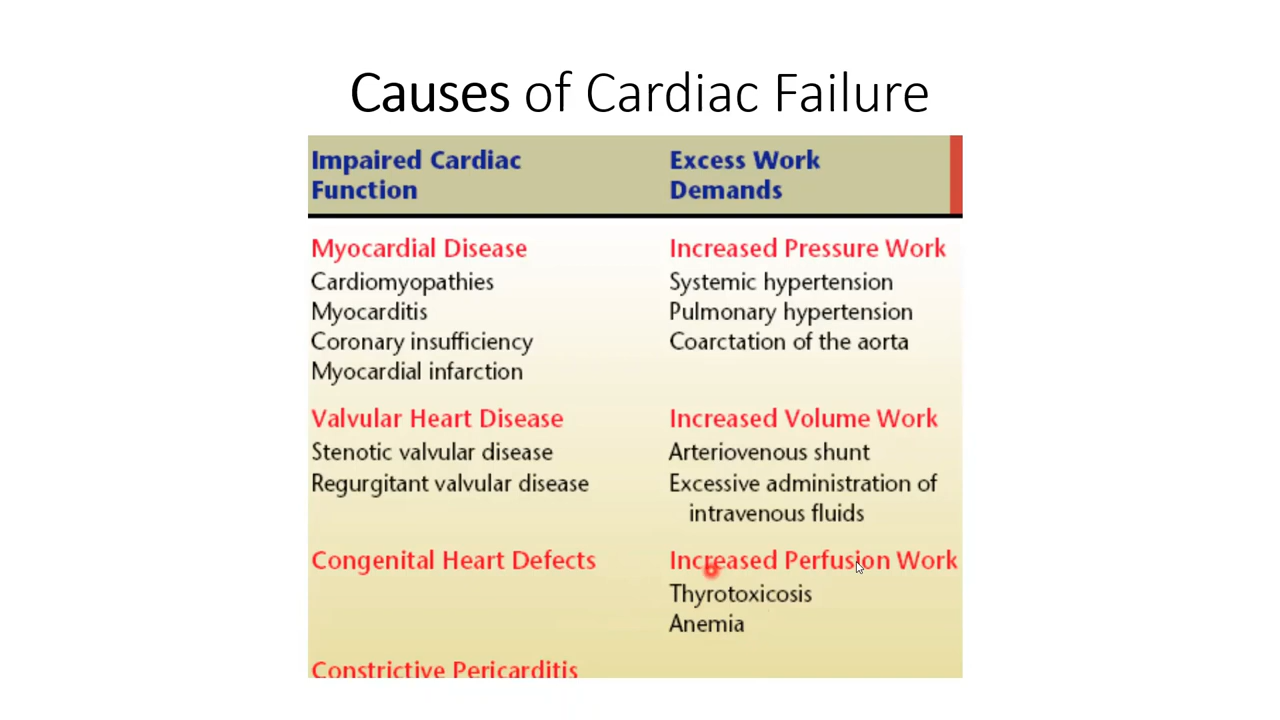 Causes of Cardiac Failure
Impaired Cardiac
Function
Excess Work
Demands
Myocardial Disease
Cardiomyopathies
Myocarditis
Coronary insufficiency
Myocardial infarction
Increased Pressure Work
Systemic hypertension
Pulmonary hypertension
Coarctation of the aorta
Valvular Heart Disease
Stenotic valvular disease
Regurgitant valvular disease
Increased Volume Work
Arteriovenous shunt
Excessive administration of
intravenous fluids
Congenital Heart Defects
Increased Perfusion Work
Thyrotoxicosis
Anemia
Constrictive Pericarditis